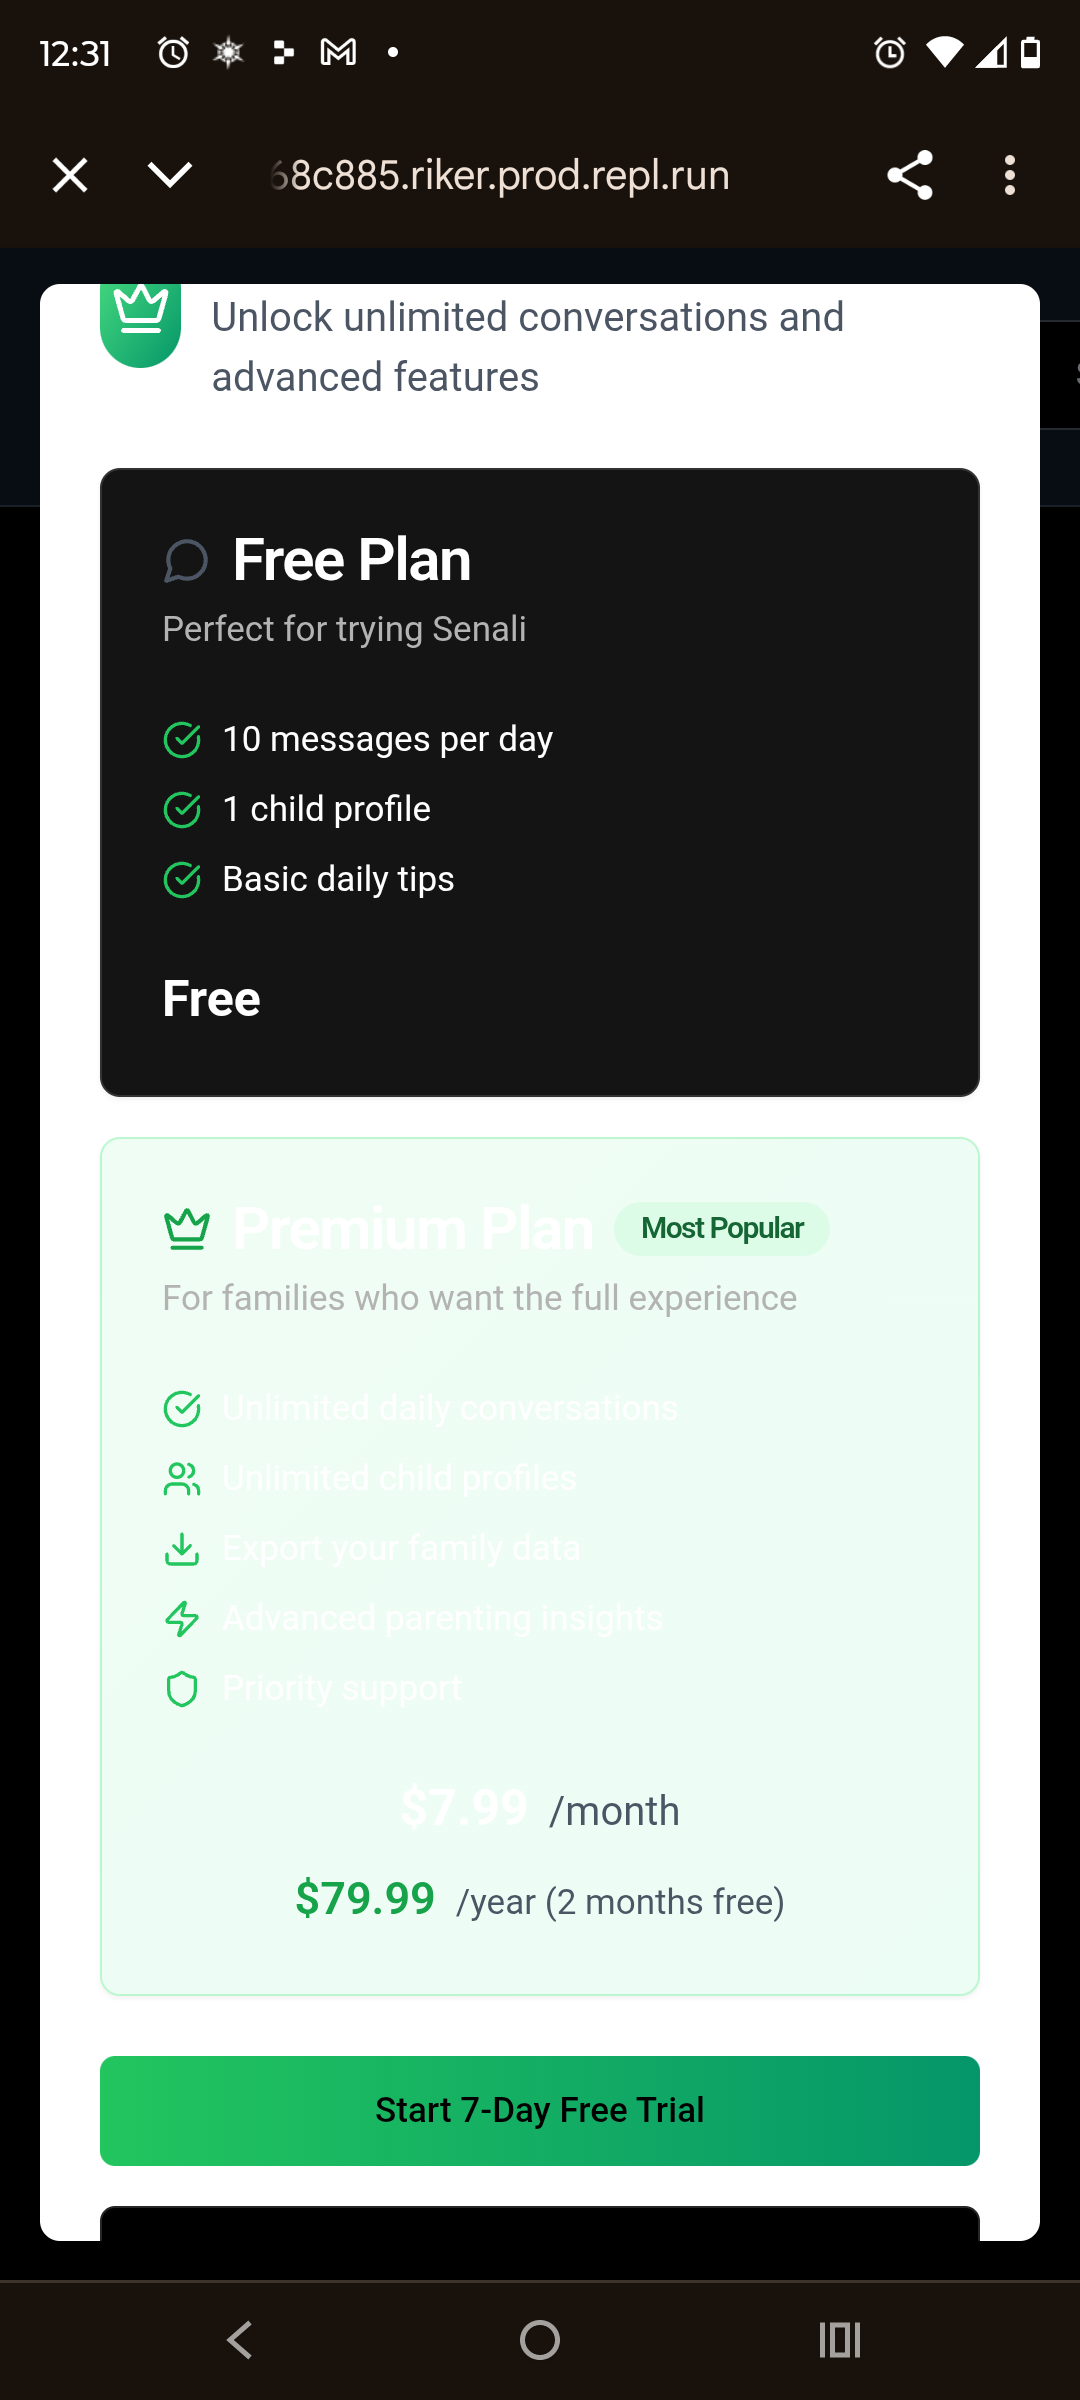 12:31
68c885.riker.prod.repl.run
Unlock unlimited conversations and
advanced features
Free Plan
Perfect for trying Senali
10 messages per day
1 child profile
Basic daily tips
Free
Premium Plan
Most Popular
For families who want the full experience
Unlimited daily conversations
Unlimited child profiles
Export your family data
Advanced parenting insights
Priority support
$7.99 /month
$79.99 /year (2 months free)
Start 7-Day Free Trial